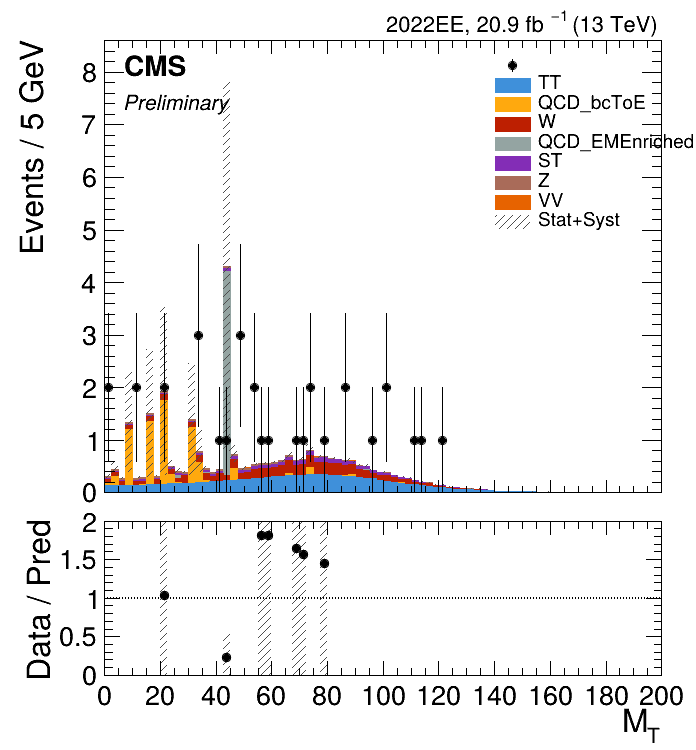 2022EE, 20.9 fb⁻¹ (13 TeV)
Events / 5 GeV
CMS
Preliminary
TT
QCD_bcToE
W
QCD_EMEnriched
ST
Z
VV
Stat+Syst
8
7
6
5
4
3
2
1
0
Data / Pred
2
1.5
1
0.5
0
0 20 40 60 80 100 120 140 160 180 200
M_T